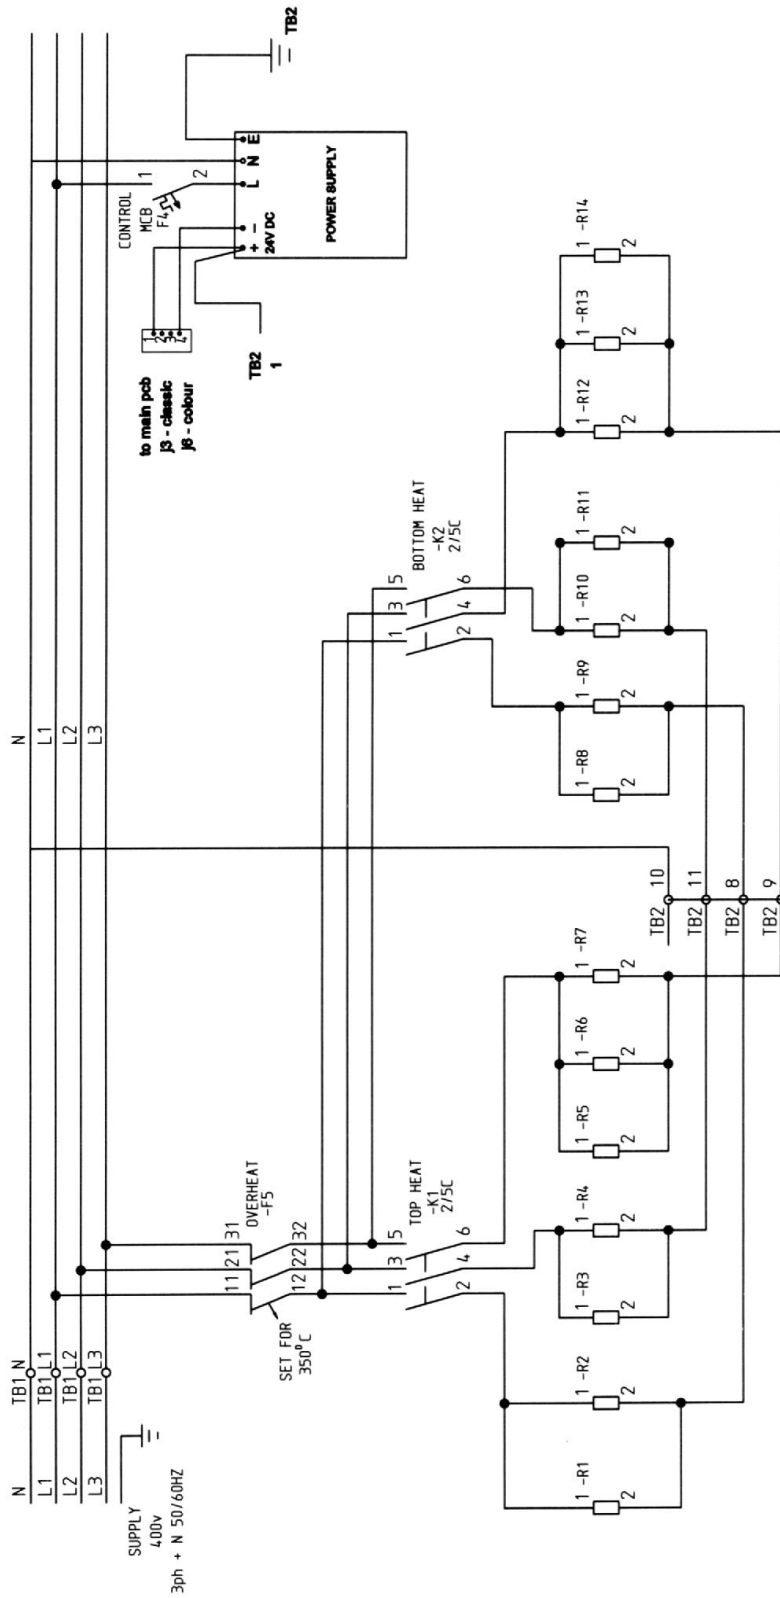 N
L1
L2
L3
SUPPLY
400v
3ph + N 50/60HZ
TB1 N
TB1 L1
TB1 L2
TB1 L3
N
L1
L2
L3
11
21
31
OVERHEAT
-F5
12
22
32
SET FOR
350°C
1
3
5
TOP HEAT
-K1
2/5C
2
4
6
1
3
5
BOTTOM HEAT
-K2
2/5C
2
4
6
to main pcb
j3 - classic
j6 - colour
1
2
3
4
TB2
1
CONTROL
MCB
F4
1
2
+
-
L
N
E
24V DC
POWER SUPPLY
TB2
1 -R1
2
1 -R2
2
1 -R3
2
1 -R4
2
1 -R5
2
1 -R6
2
1 -R7
2
TB2 10
TB2 11
TB2 8
TB2 9
1 -R8
2
1 -R9
2
1 -R10
2
1 -R11
2
1 -R12
2
1 -R13
2
1 -R14
2